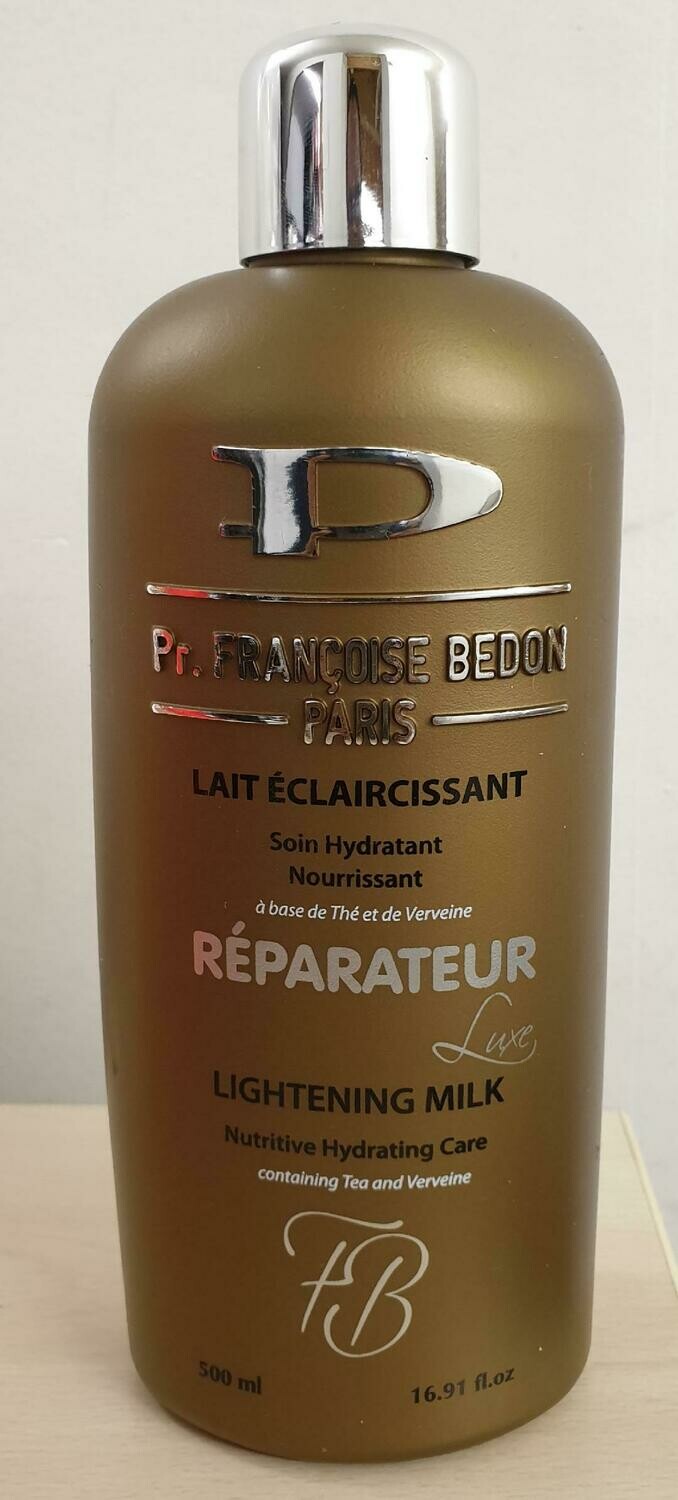 Pr. FRANÇOISE BEDON
PARIS
LAIT ÉCLAIRCISSANT
Soin Hydratant
Nourrissant
à base de Thé et de Verveine
RÉPARATEUR
Luxe
LIGHTENING MILK
Nutritive Hydrating Care
containing Tea and Verveine
FB
500 ml 16.91 fl.oz